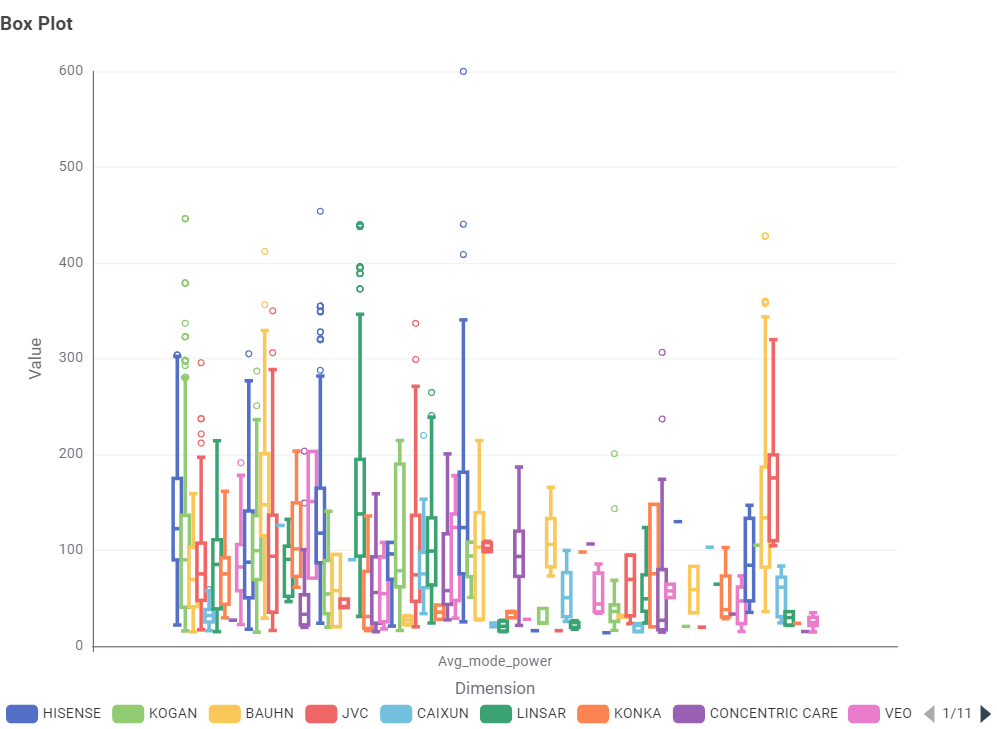 Box Plot
600
500
400
300
200
100
0
Value
Avg_mode_power
Dimension
HISENSE KOGAN BAUHN JVC CAIXUN LINSAR KONKA CONCENTRIC CARE VEO 1/11